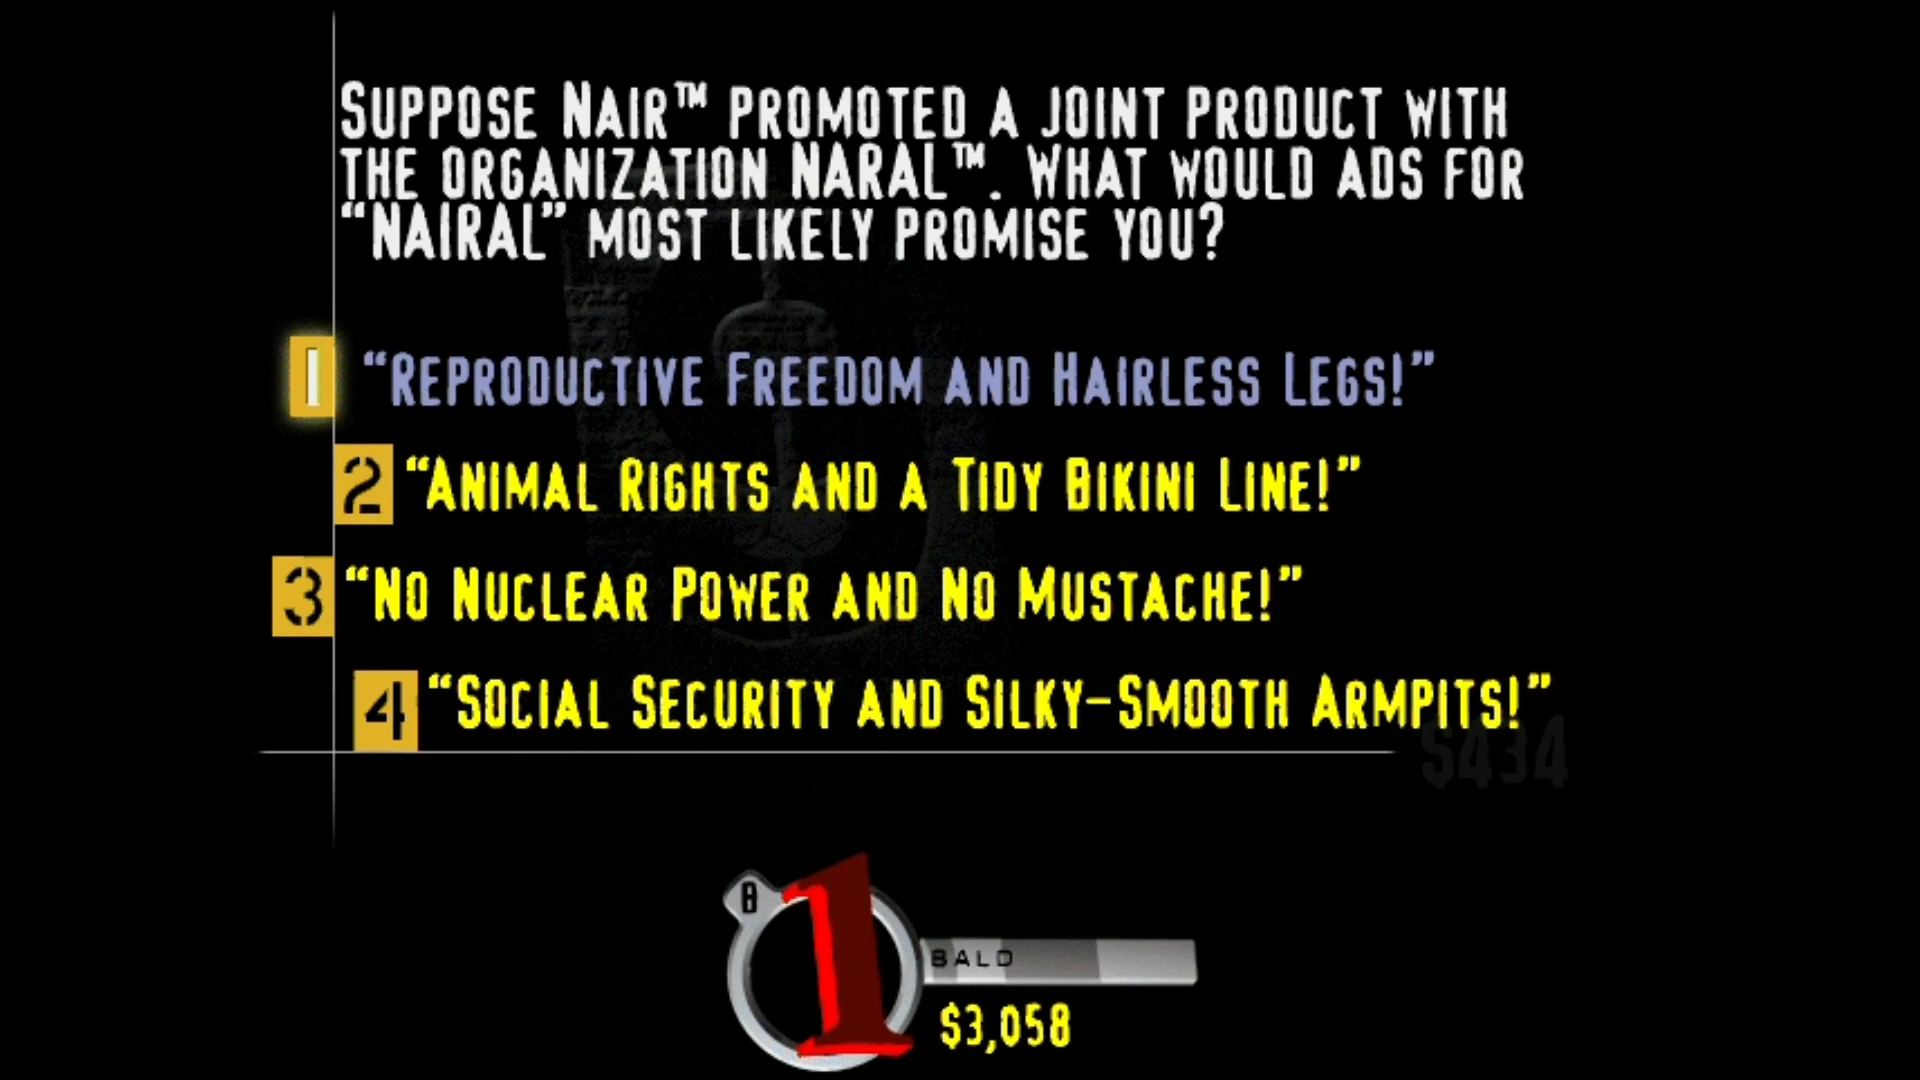 Suppose Nair™ promoted a joint product with
the organization NARAL™. What would ads for
“NAIRAL” most likely promise you?
1 “Reproductive Freedom and Hairless Legs!”
2 “Animal Rights and a Tidy Bikini Line!”
3 “No Nuclear Power and No Mustache!”
4 “Social Security and Silky-Smooth Armpits!”
$434
B
1
BALD
$3,058